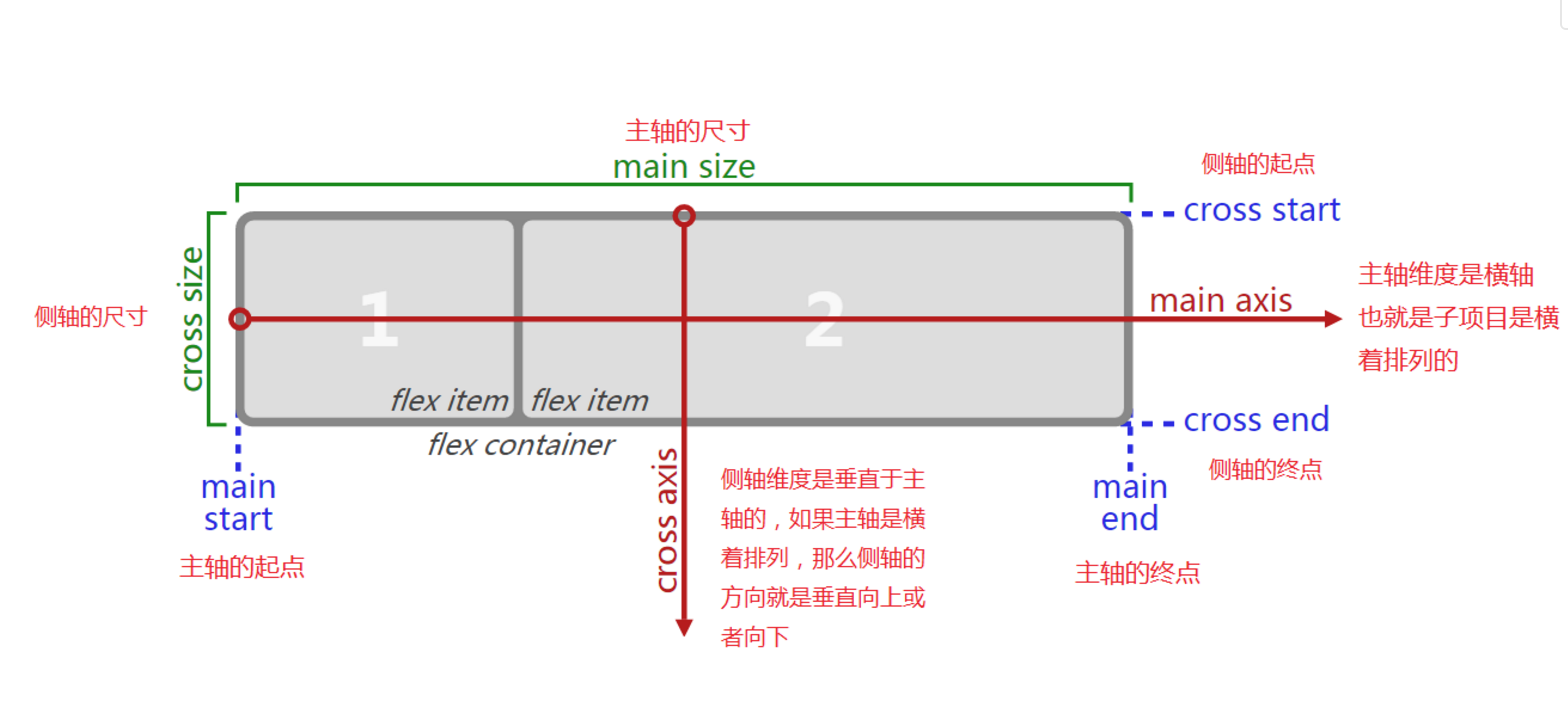 主轴的尺寸
main size
侧轴的起点
cross start
cross size
侧轴的尺寸
1
2
main axis
主轴维度是横轴
也就是子项目是横
着排列的
flex item
flex item
flex container
cross end
侧轴的终点
main
start
主轴的起点
cross axis
侧轴维度是垂直于主
轴的，如果主轴是横
着排列，那么侧轴的
方向就是垂直向上或
者向下
main
end
主轴的终点